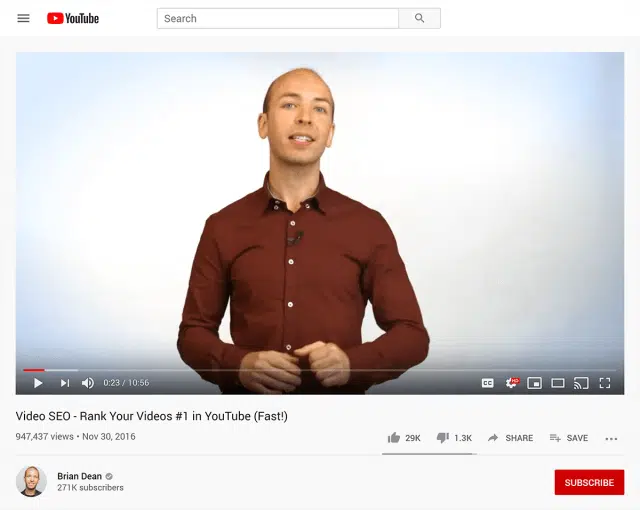 YouTube
Search
0:23 / 10:56
CC
HD
Video SEO - Rank Your Videos #1 in YouTube (Fast!)
947,437 views • Nov 30, 2016
29K
1.3K
SHARE
SAVE
Brian Dean
271K subscribers
SUBSCRIBE